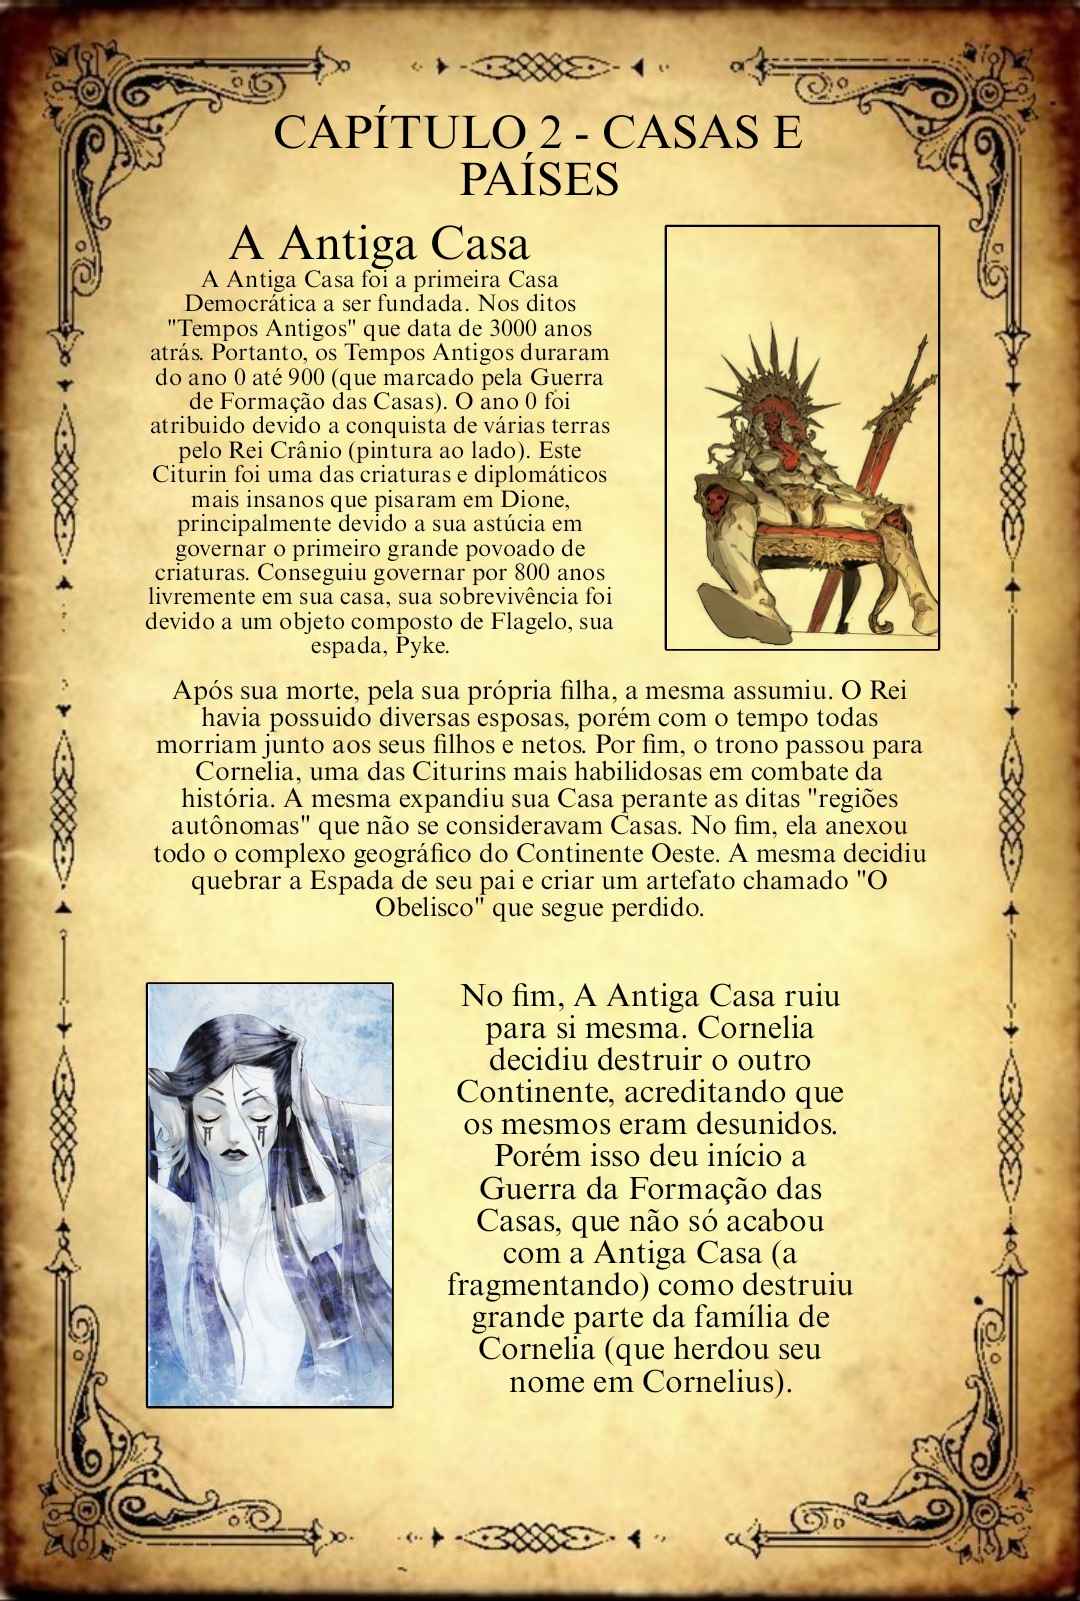 CAPÍTULO 2 - CASAS E
PAÍSES
A Antiga Casa
A Antiga Casa foi a primeira Casa
Democrática a ser fundada. Nos ditos
"Tempos Antigos" que data de 3000 anos
atrás. Portanto, os Tempos Antigos duraram
do ano 0 até 900 (que marcado pela Guerra
de Formação das Casas). O ano 0 foi
atribuido devido a conquista de várias terras
pelo Rei Crânio (pintura ao lado). Este
Citurin foi uma das criaturas e diplomáticos
mais insanos que pisaram em Dione,
principalmente devido a sua astúcia em
governar o primeiro grande povoado de
criaturas. Conseguiu governar por 800 anos
livremente em sua casa, sua sobrevivência foi
devido a um objeto composto de Flagelo, sua
espada, Pyke.
Após sua morte, pela sua própria filha, a mesma assumiu. O Rei
havia possuido diversas esposas, porém com o tempo todas
morriam junto aos seus filhos e netos. Por fim, o trono passou para
Cornelia, uma das Citurins mais habilidosas em combate da
história. A mesma expandiu sua Casa perante as ditas "regiões
autônomas" que não se consideravam Casas. No fim, ela anexou
todo o complexo geográfico do Continente Oeste. A mesma decidiu
quebrar a Espada de seu pai e criar um artefato chamado "O
Obelisco" que segue perdido.
No fim, A Antiga Casa ruiu
para si mesma. Cornelia
decidiu destruir o outro
Continente, acreditando que
os mesmos eram desunidos.
Porém isso deu início a
Guerra da Formação das
Casas, que não só acabou
com a Antiga Casa (a
fragmentando) como destruiu
grande parte da família de
Cornelia (que herdou seu
nome em Cornelius).